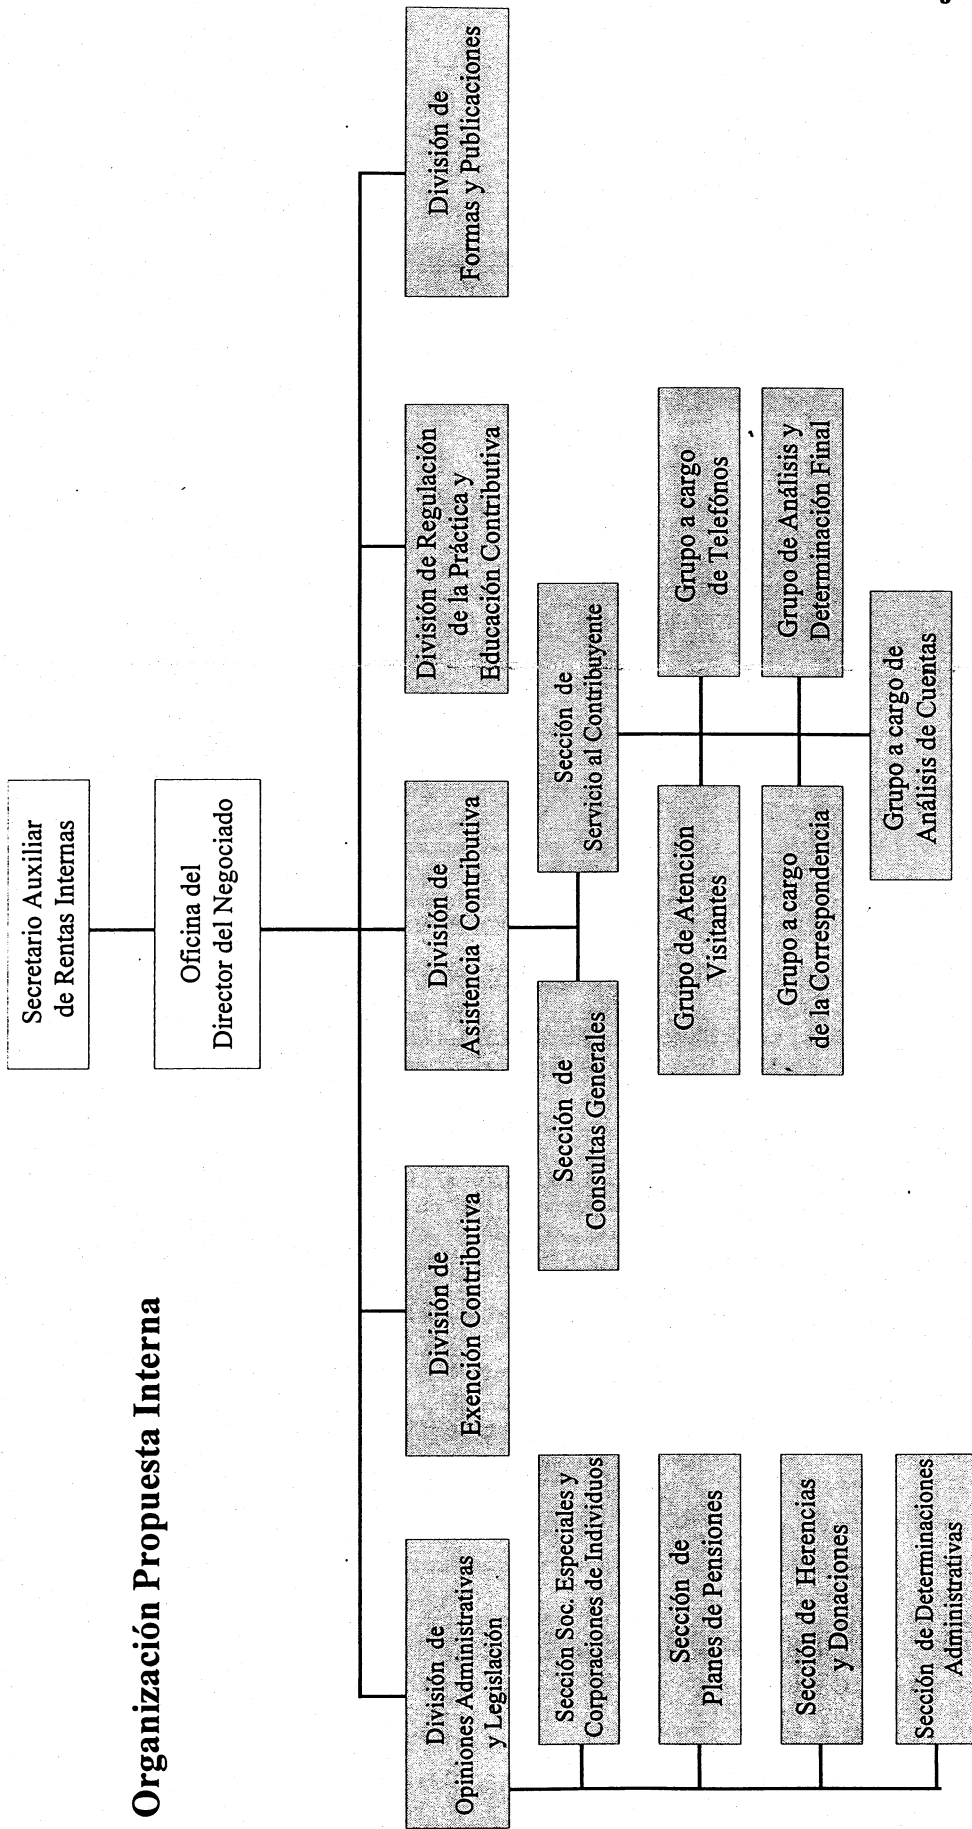 Organización Propuesta Interna
Secretario Auxiliar
de Rentas Internas
Oficina del
Director del Negociado
División de
Opiniones Administrativas
y Legislación
División de
Exención Contributiva
División de
Asistencia Contributiva
División de Regulación
de la Práctica y
Educación Contributiva
División de
Formas y Publicaciones
Sección Soc. Especiales y
Corporaciones de Individuos
Sección de
Planes de Pensiones
Sección de Herencias
y Donaciones
Sección de Determinaciones
Administrativas
Sección de
Consultas Generales
Sección de
Servicio al Contribuyente
Grupo de Atención
Visitantes
Grupo a cargo
de Telefónos
Grupo a cargo
de la Correspondencia
Grupo de Análisis y
Determinación Final
Grupo a cargo de
Análisis de Cuentas